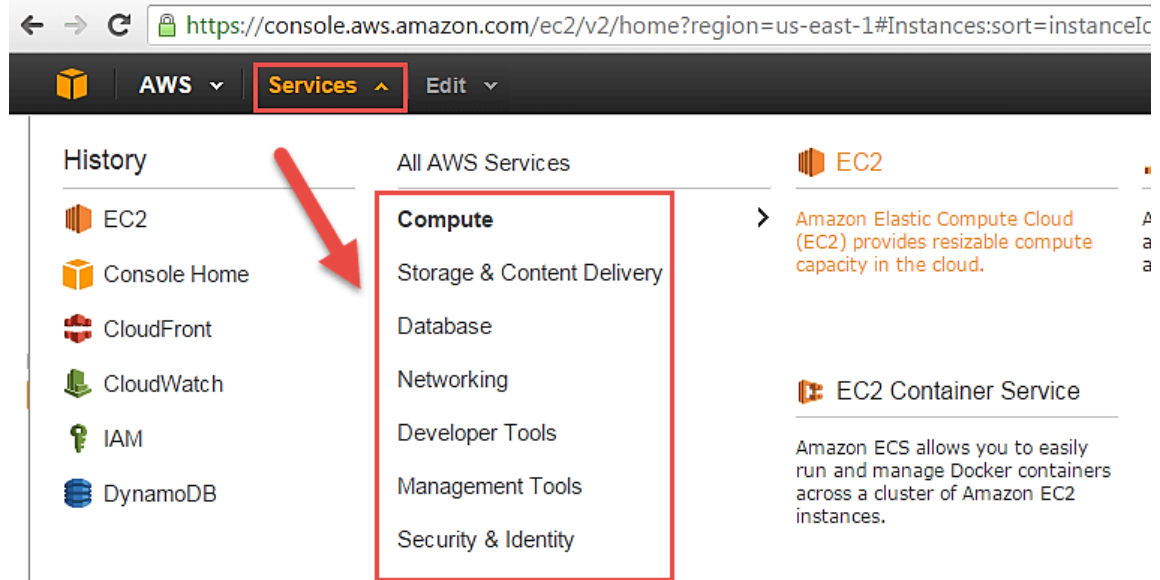 https://console.aws.amazon.com/ec2/v2/home?region=us-east-1#Instances:sort=instanceId
AWS Services Edit
History
EC2
Console Home
CloudFront
CloudWatch
IAM
DynamoDB
All AWS Services
Compute
Storage & Content Delivery
Database
Networking
Developer Tools
Management Tools
Security & Identity
EC2
Amazon Elastic Compute Cloud
(EC2) provides resizable compute
capacity in the cloud.
EC2 Container Service
Amazon ECS allows you to easily
run and manage Docker containers
across a cluster of Amazon EC2
instances.